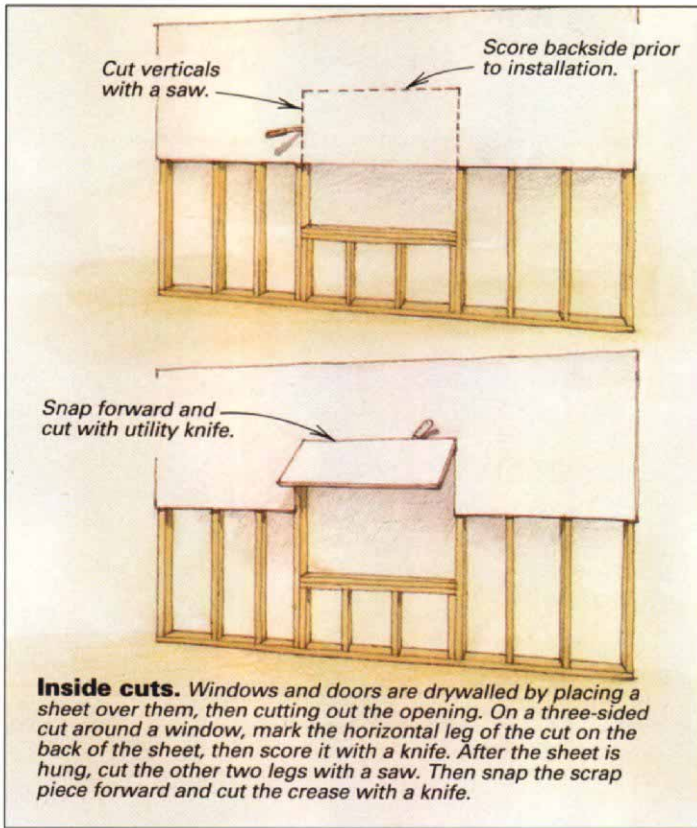 Cut verticals
with a saw.
Score backside prior
to installation.
Snap forward and
cut with utility knife.
Inside cuts. Windows and doors are drywalled by placing a
sheet over them, then cutting out the opening. On a three-sided
cut around a window, mark the horizontal leg of the cut on the
back of the sheet, then score it with a knife. After the sheet is
hung, cut the other two legs with a saw. Then snap the scrap
piece forward and cut the crease with a knife.